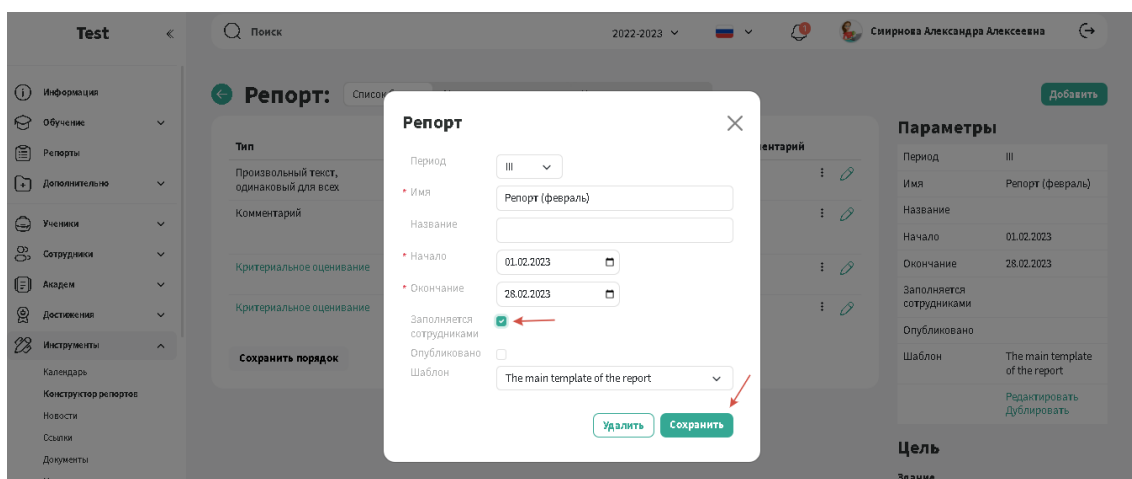 Test
Поиск
2022-2023
Смирнова Александра Алексеевна
Информация
Обучение
Репорты
Дополнительно
Ученики
Сотрудники
Академ
Достижения
Инструменты
Календарь
Конструктор репортов
Новости
Ссылки
Документы
Репорт:
Список
Добавить
Тип
ентарий
Произвольный текст,
одинаковый для всех
Комментарий
Критериальное оценивание
Критериальное оценивание
Сохранить порядок
Репорт
Период
III
* Имя
Репорт (февраль)
Название
* Начало
01.02.2023
* Окончание
28.02.2023
Заполняется
сотрудниками
Опубликовано
Шаблон
The main template of the report
Удалить
Сохранить
Параметры
Период III
Имя Репорт (февраль)
Название
Начало 01.02.2023
Окончание 28.02.2023
Заполняется
сотрудниками
Опубликовано
Шаблон The main template
of the report
Редактировать
Дублировать
Цель
Здание